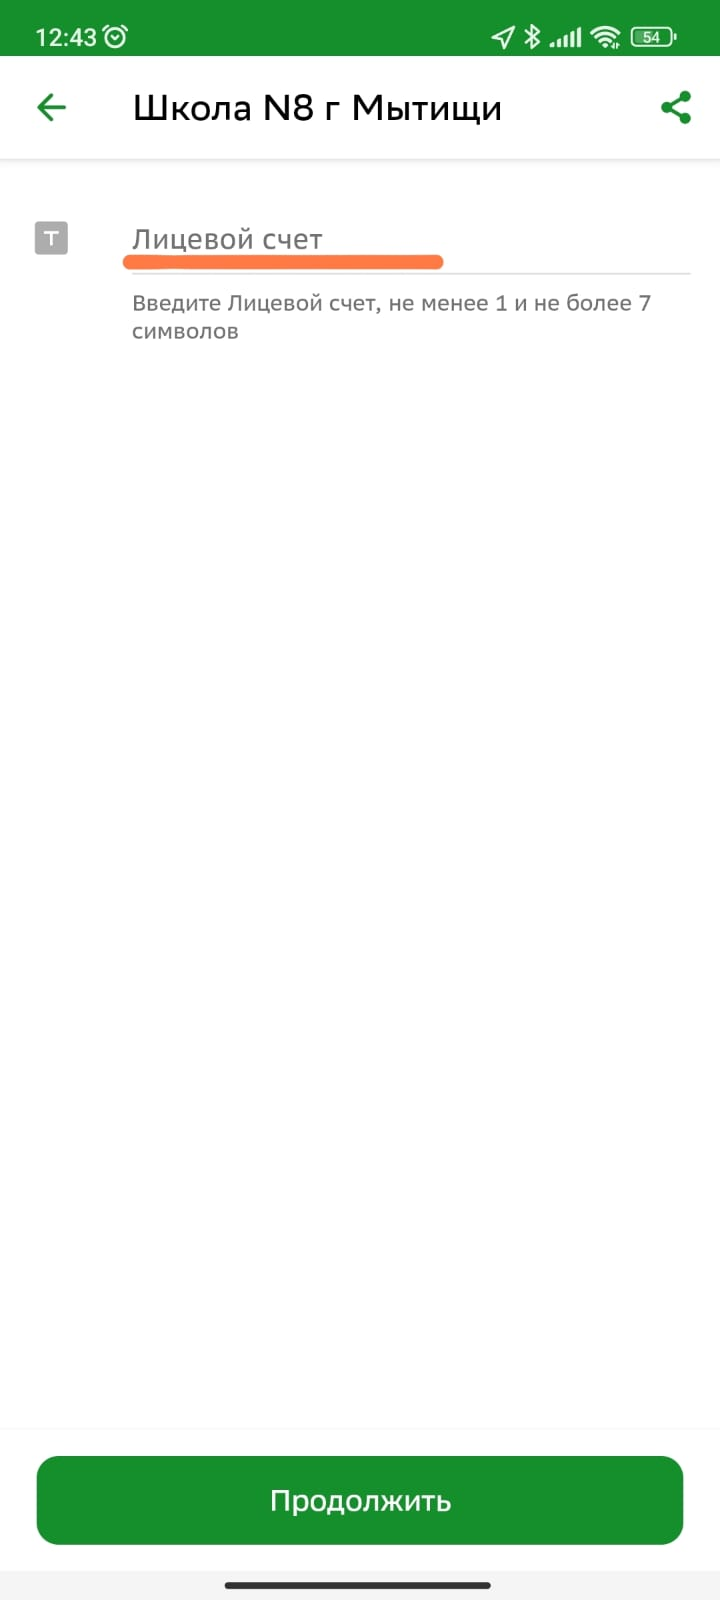 12:43
54
Школа N8 г Мытищи
T
Лицевой счет
Введите Лицевой счет, не менее 1 и не более 7
символов
Продолжить